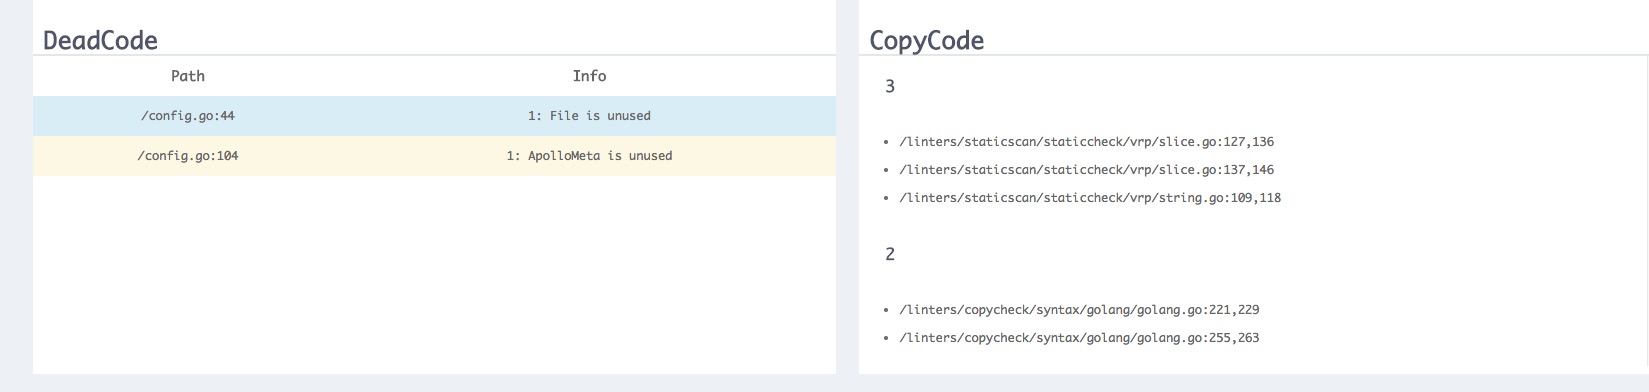 DeadCode
Path Info
/config.go:44 1: File is unused
/config.go:104 1: ApolloMeta is unused
CopyCode
3
• /linters/staticscan/staticcheck/vrp/slice.go:127,136
• /linters/staticscan/staticcheck/vrp/slice.go:137,146
• /linters/staticscan/staticcheck/vrp/string.go:109,118
2
• /linters/copycheck/syntax/golang/golang.go:221,229
• /linters/copycheck/syntax/golang/golang.go:255,263